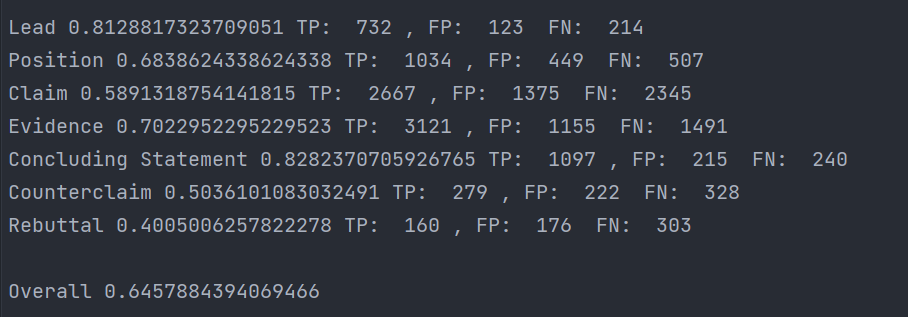 Lead 0.8128817323709051 TP:  732 , FP:  123  FN:  214
Position 0.6838624338624338 TP:  1034 , FP:  449  FN:  507
Claim 0.5891318754141815 TP:  2667 , FP:  1375  FN:  2345
Evidence 0.7022952295229523 TP:  3121 , FP:  1155  FN:  1491
Concluding Statement 0.8282370705926765 TP:  1097 , FP:  215  FN:  240
Counterclaim 0.5036101083032491 TP:  279 , FP:  222  FN:  328
Rebuttal 0.4005006257822278 TP:  160 , FP:  176  FN:  303
Overall 0.6457884394069466